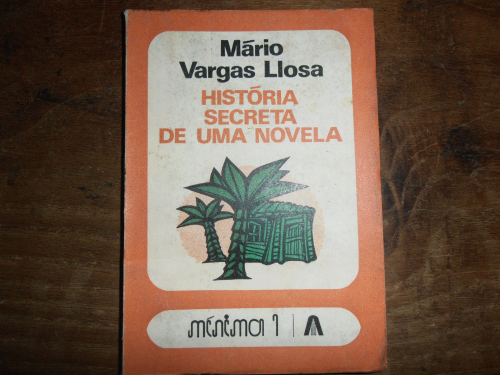 Mário
Vargas Llosa
HISTÓRIA
SECRETA
DE UMA NOVELA
mínima 1
A